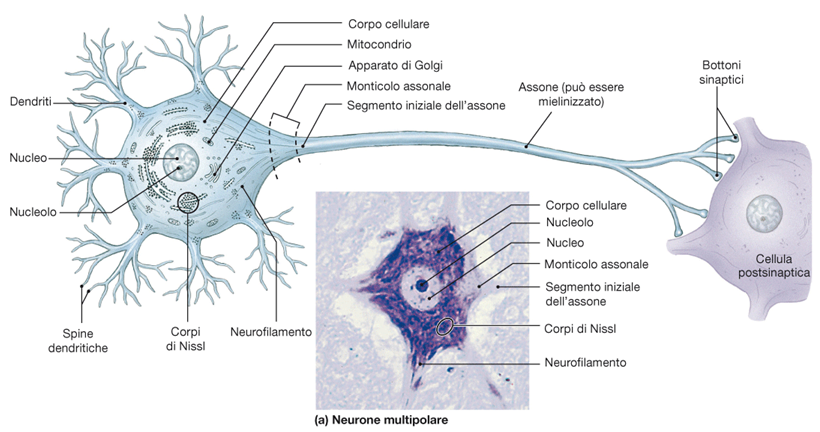 Corpo cellulare
Mitocondrio
Apparato di Golgi
Monticolo assonale
Segmento iniziale dell'assone
Dendriti
Nucleo
Nucleolo
Spine
dendritiche
Corpi
di Nissl
Neurofilamento
Assone (può essere
mielinizzato)
Bottoni
sinaptici
Cellula
postsinaptica
Corpo cellulare
Nucleolo
Nucleo
Monticolo assonale
Segmento iniziale
dell'assone
Corpi di Nissl
Neurofilamento
(a) Neurone multipolare